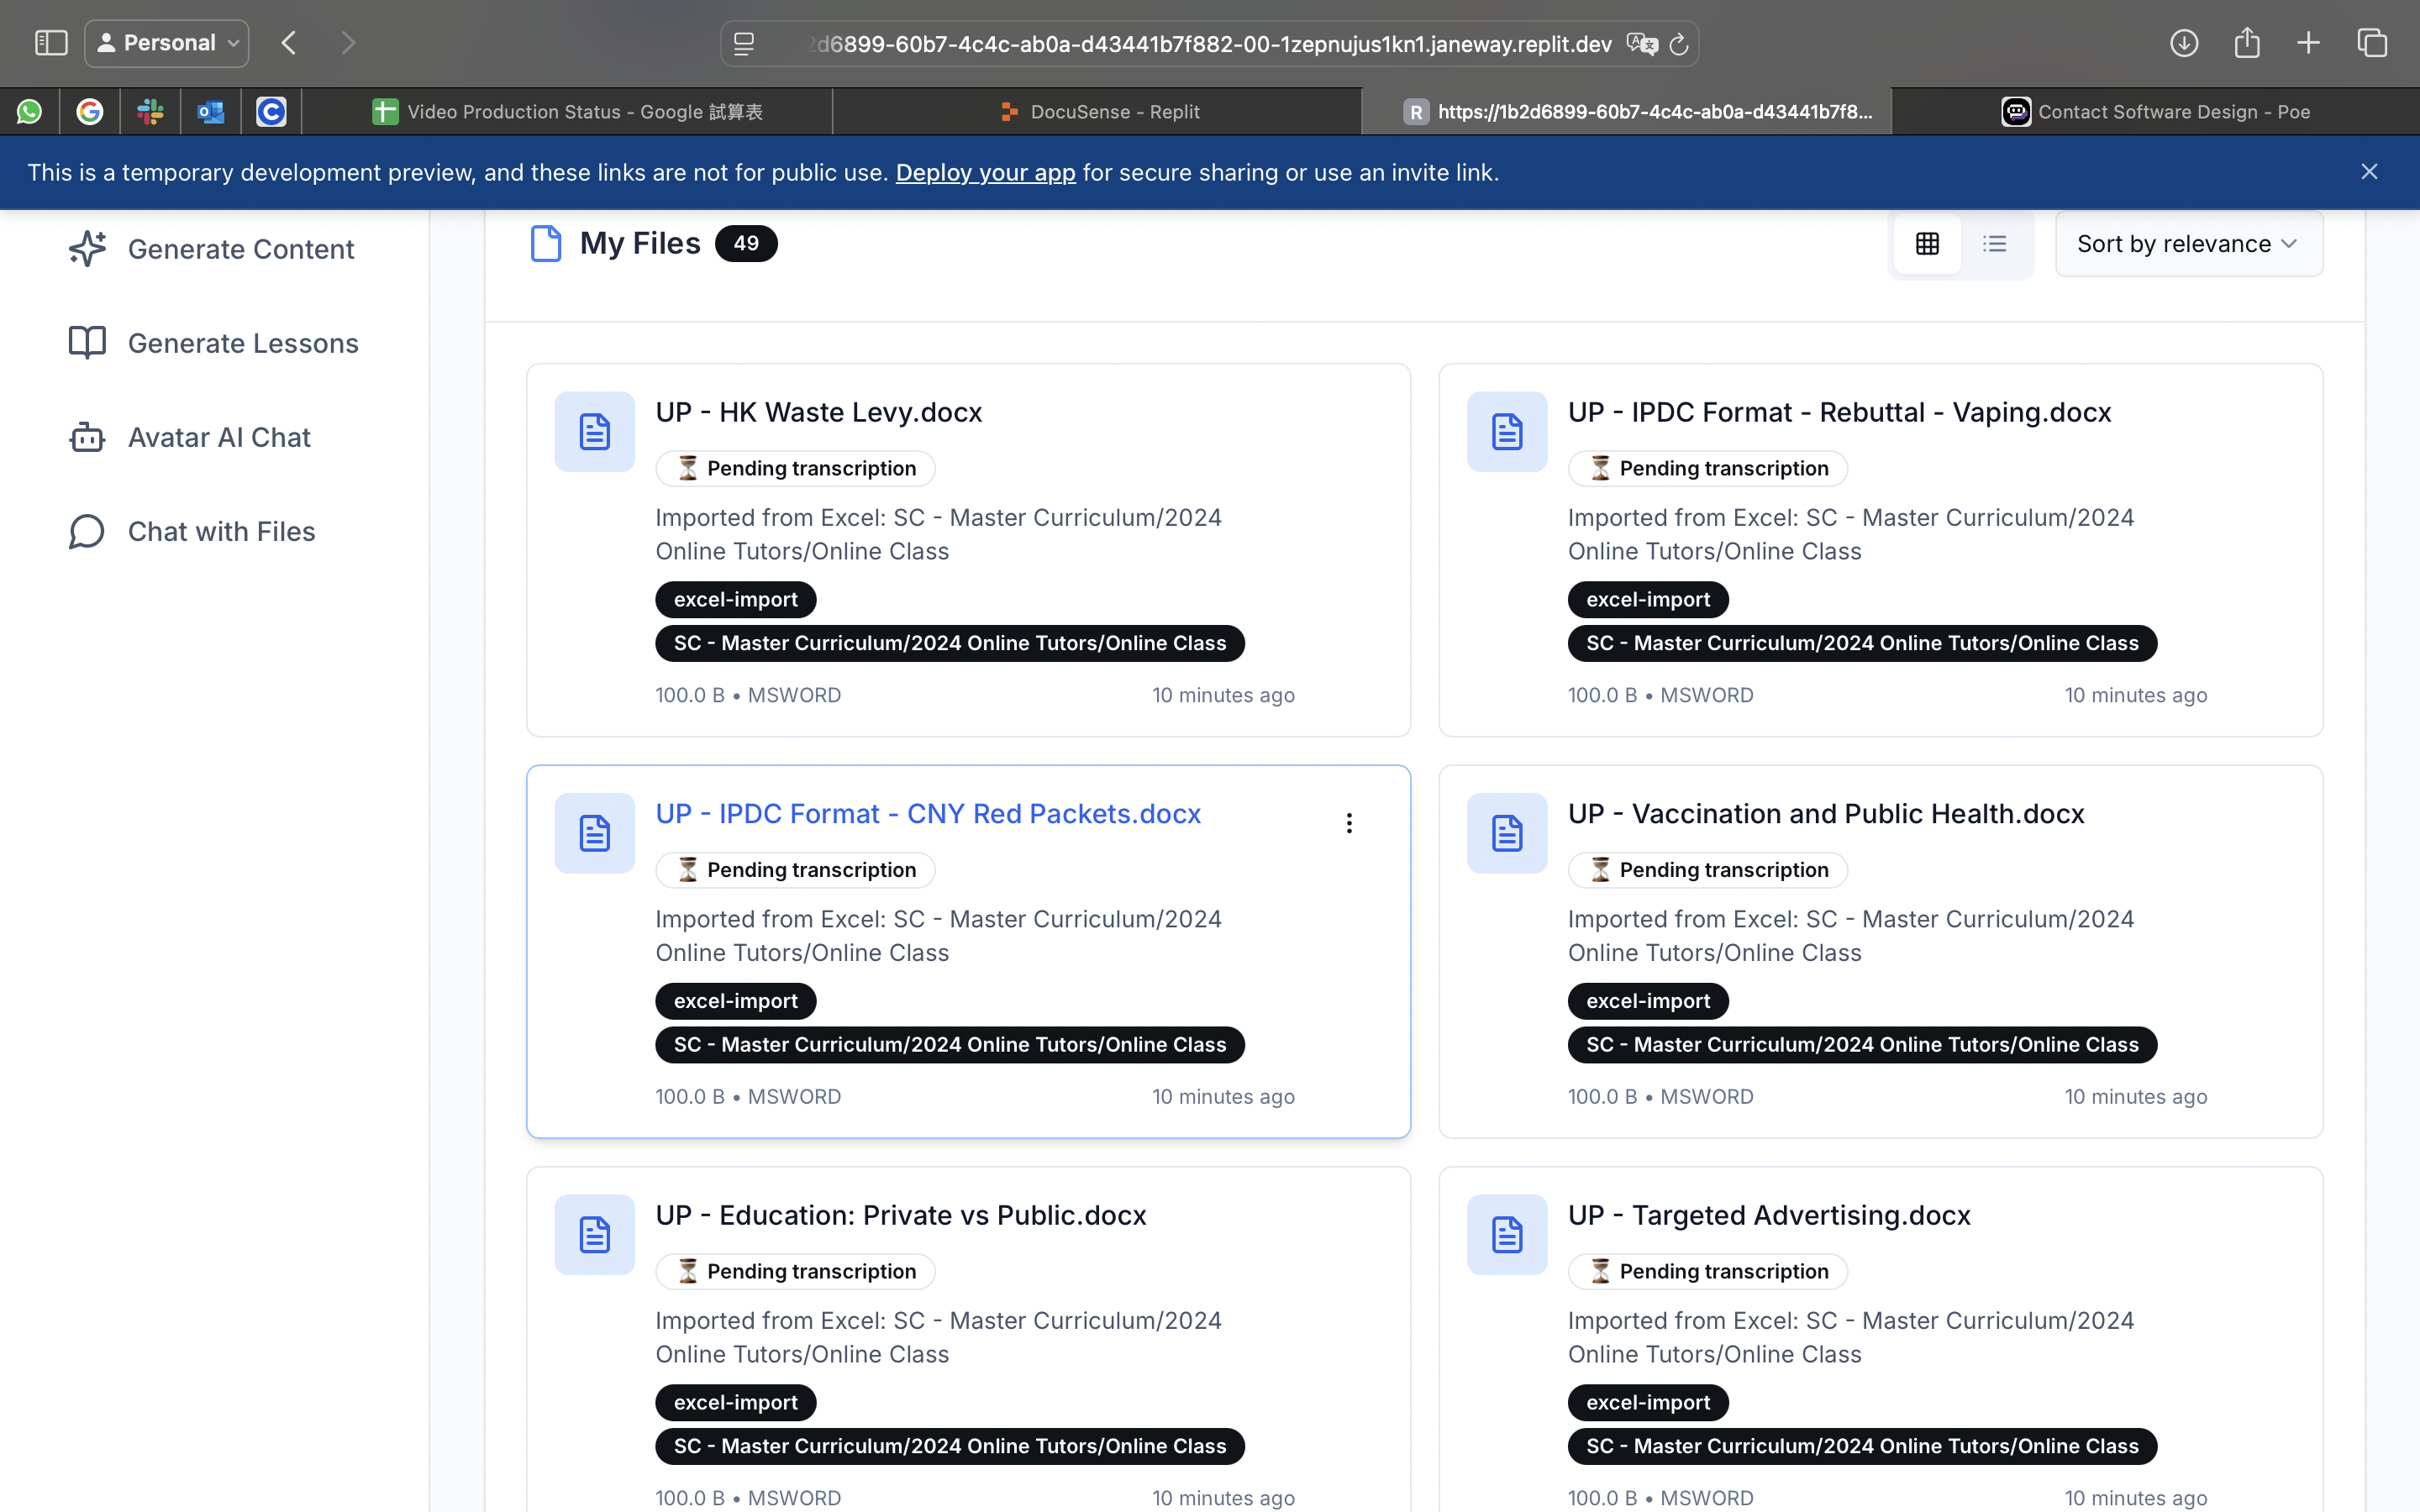 Personal
2d6899-60b7-4c4c-ab0a-d43441b7f882-00-1zepnujus1kn1.janeway.replit.dev
Video Production Status - Google 試算表
DocuSense - Replit
R https://1b2d6899-60b7-4c4c-ab0a-d43441b7f8...
Contact Software Design - Poe
This is a temporary development preview, and these links are not for public use. Deploy your app for secure sharing or use an invite link.
Generate Content
Generate Lessons
Avatar AI Chat
Chat with Files
My Files 49
Sort by relevance
UP - HK Waste Levy.docx
Pending transcription
Imported from Excel: SC - Master Curriculum/2024
Online Tutors/Online Class
excel-import
SC - Master Curriculum/2024 Online Tutors/Online Class
100.0 B • MSWORD
10 minutes ago
UP - IPDC Format - Rebuttal - Vaping.docx
Pending transcription
Imported from Excel: SC - Master Curriculum/2024
Online Tutors/Online Class
excel-import
SC - Master Curriculum/2024 Online Tutors/Online Class
100.0 B • MSWORD
10 minutes ago
UP - IPDC Format - CNY Red Packets.docx
Pending transcription
Imported from Excel: SC - Master Curriculum/2024
Online Tutors/Online Class
excel-import
SC - Master Curriculum/2024 Online Tutors/Online Class
100.0 B • MSWORD
10 minutes ago
UP - Vaccination and Public Health.docx
Pending transcription
Imported from Excel: SC - Master Curriculum/2024
Online Tutors/Online Class
excel-import
SC - Master Curriculum/2024 Online Tutors/Online Class
100.0 B • MSWORD
10 minutes ago
UP - Education: Private vs Public.docx
Pending transcription
Imported from Excel: SC - Master Curriculum/2024
Online Tutors/Online Class
excel-import
SC - Master Curriculum/2024 Online Tutors/Online Class
100.0 B • MSWORD
10 minutes ago
UP - Targeted Advertising.docx
Pending transcription
Imported from Excel: SC - Master Curriculum/2024
Online Tutors/Online Class
excel-import
SC - Master Curriculum/2024 Online Tutors/Online Class
100.0 B • MSWORD
10 minutes ago